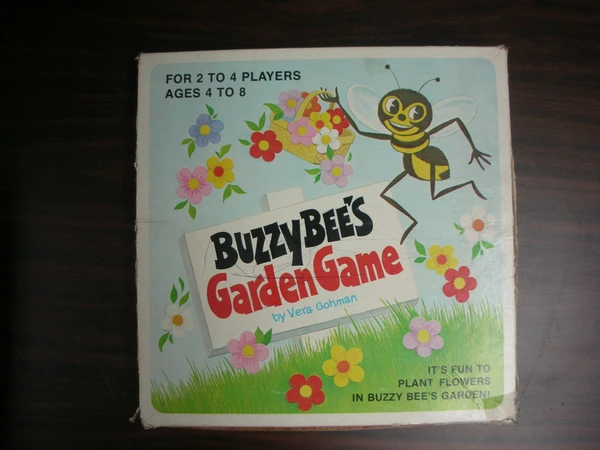 FOR 2 TO 4 PLAYERS
AGES 4 TO 8
BUZZY BEE'S
Garden Game
by Vera Gohman
IT'S FUN TO
PLANT FLOWERS
IN BUZZY BEE'S GARDEN!